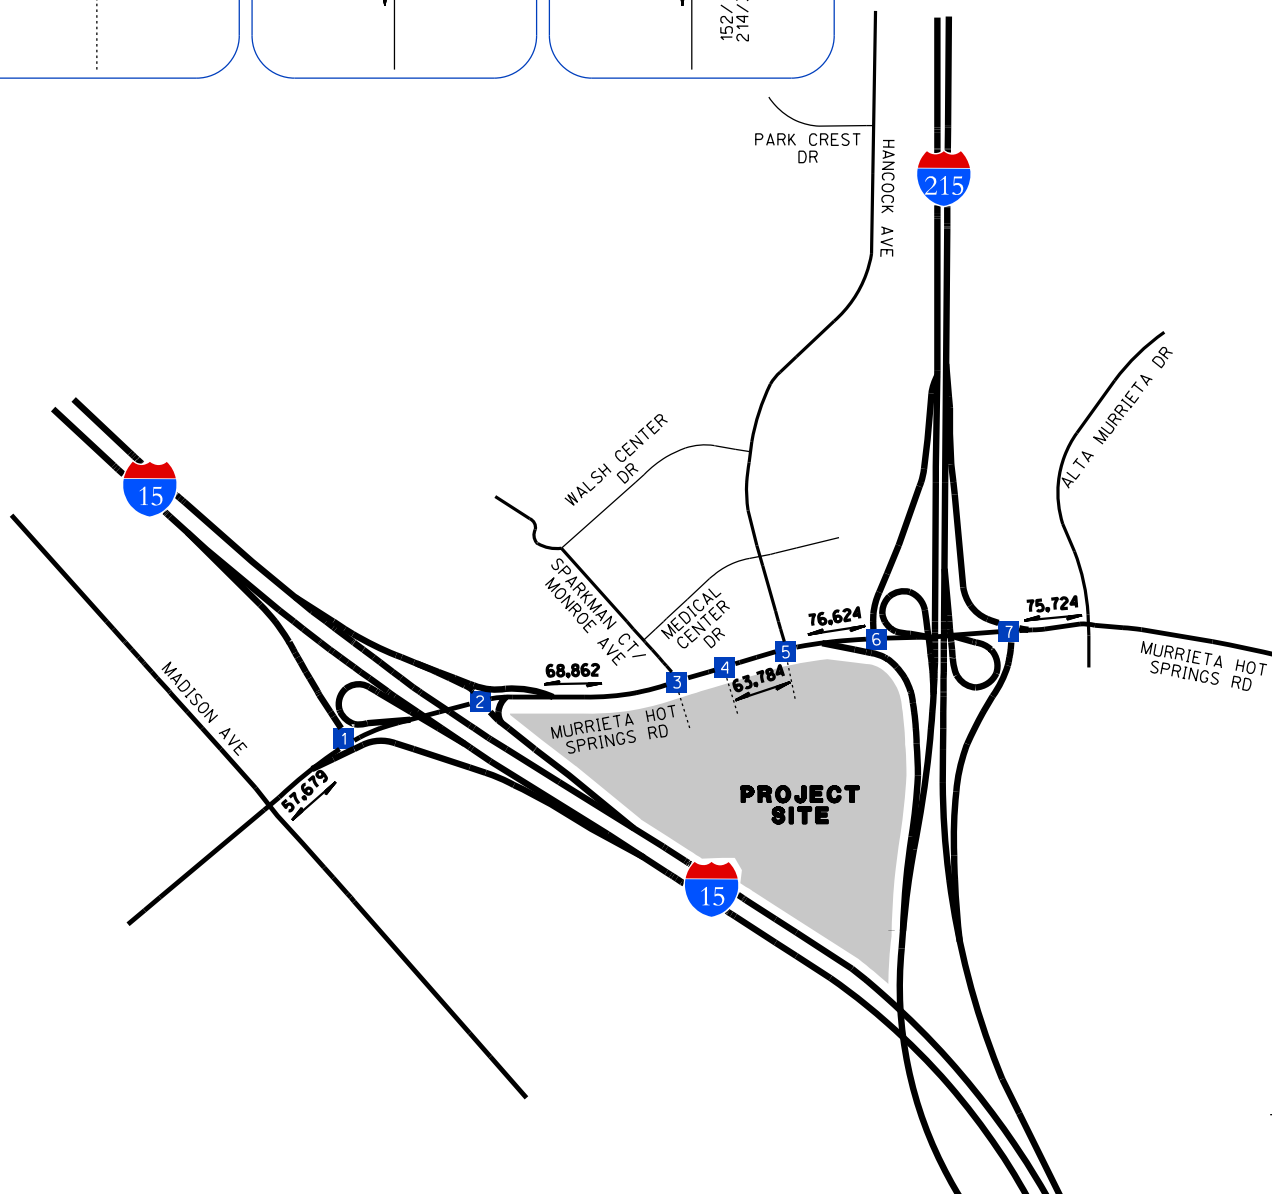 152/
214/
PARK CREST
DR
HANCOCK AVE
215
ALTA MURRIETA DR
WALSH CENTER
DR
15
SPARKMAN CT/
MONROE AVE
MEDICAL
CENTER
DR
76,624
75,724
6
7
5
4
3
68,862
63,784
MURRIETA HOT
SPRINGS RD
MADISON AVE
2
1
MURRIETA HOT
SPRINGS RD
57,679
PROJECT
SITE
15